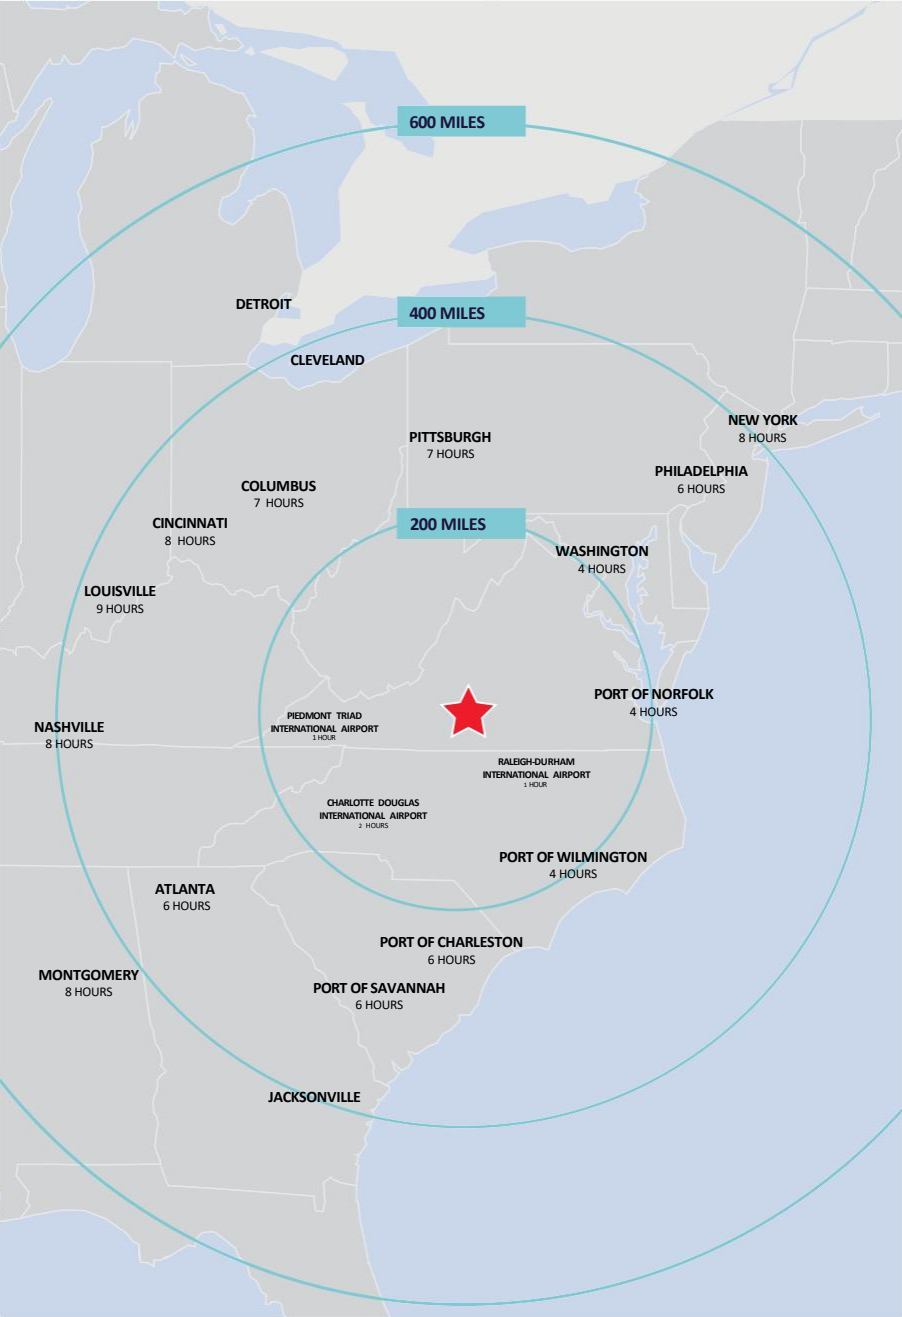 600 MILES
DETROIT
400 MILES
CLEVELAND
NEW YORK
8 HOURS
PITTSBURGH
7 HOURS
PHILADELPHIA
6 HOURS
COLUMBUS
7 HOURS
CINCINNATI
8 HOURS
200 MILES
WASHINGTON
4 HOURS
LOUISVILLE
9 HOURS
PORT OF NORFOLK
4 HOURS
PIEDMONT TRIAD
INTERNATIONAL AIRPORT
1 HOUR
NASHVILLE
8 HOURS
RALEIGH-DURHAM
INTERNATIONAL AIRPORT
1 HOUR
CHARLOTTE DOUGLAS
INTERNATIONAL AIRPORT
2 HOURS
PORT OF WILMINGTON
4 HOURS
ATLANTA
6 HOURS
PORT OF CHARLESTON
6 HOURS
MONTGOMERY
8 HOURS
PORT OF SAVANNAH
6 HOURS
JACKSONVILLE